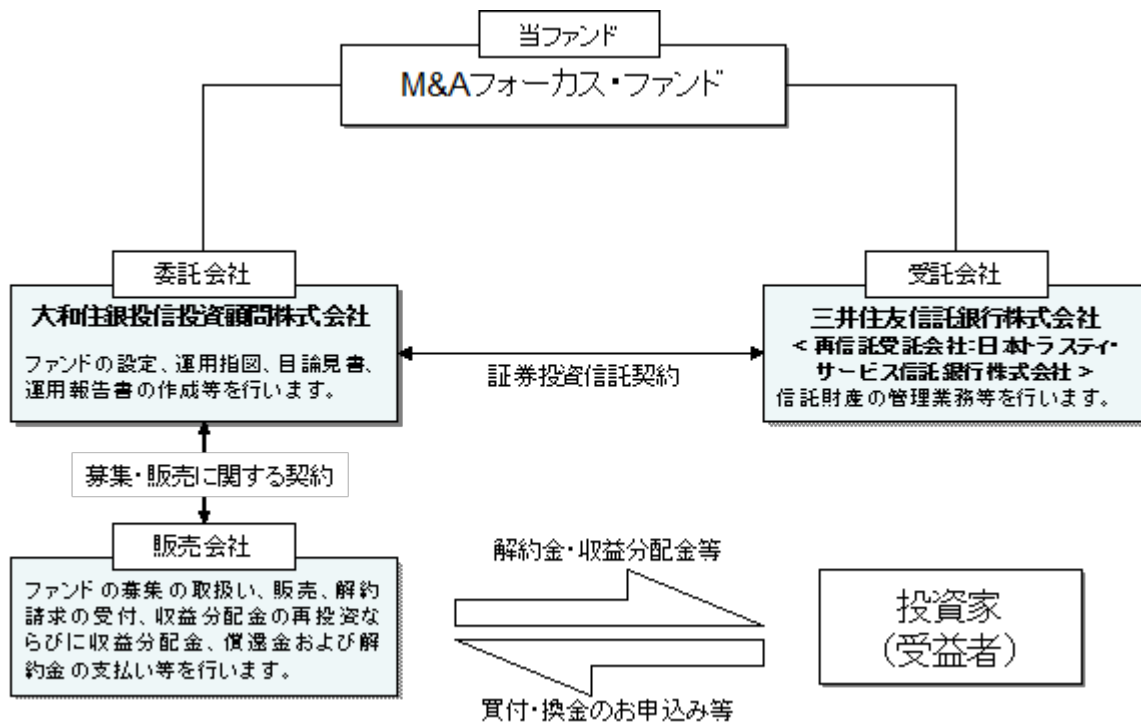 当ファンド
M&Aフォーカス・ファンド
委託会社
大和住銀投信投資顧問株式会社
ファンドの設定、運用指図、目論見書、
運用報告書の作成等を行います。
証券投資信託契約
受託会社
三井住友信託銀行株式会社
＜再信託受託会社：日本トラスティ・
サービス信託銀行株式会社＞
信託財産の管理業務等を行います。
募集・販売に関する契約
販売会社
ファンドの募集の取扱い、販売、解約
請求の受付、収益分配金の再投資な
らびに収益分配金、償還金および解
約金の支払い等を行います。
解約金・収益分配金等
買付・換金のお申込み等
投資家
（受益者）